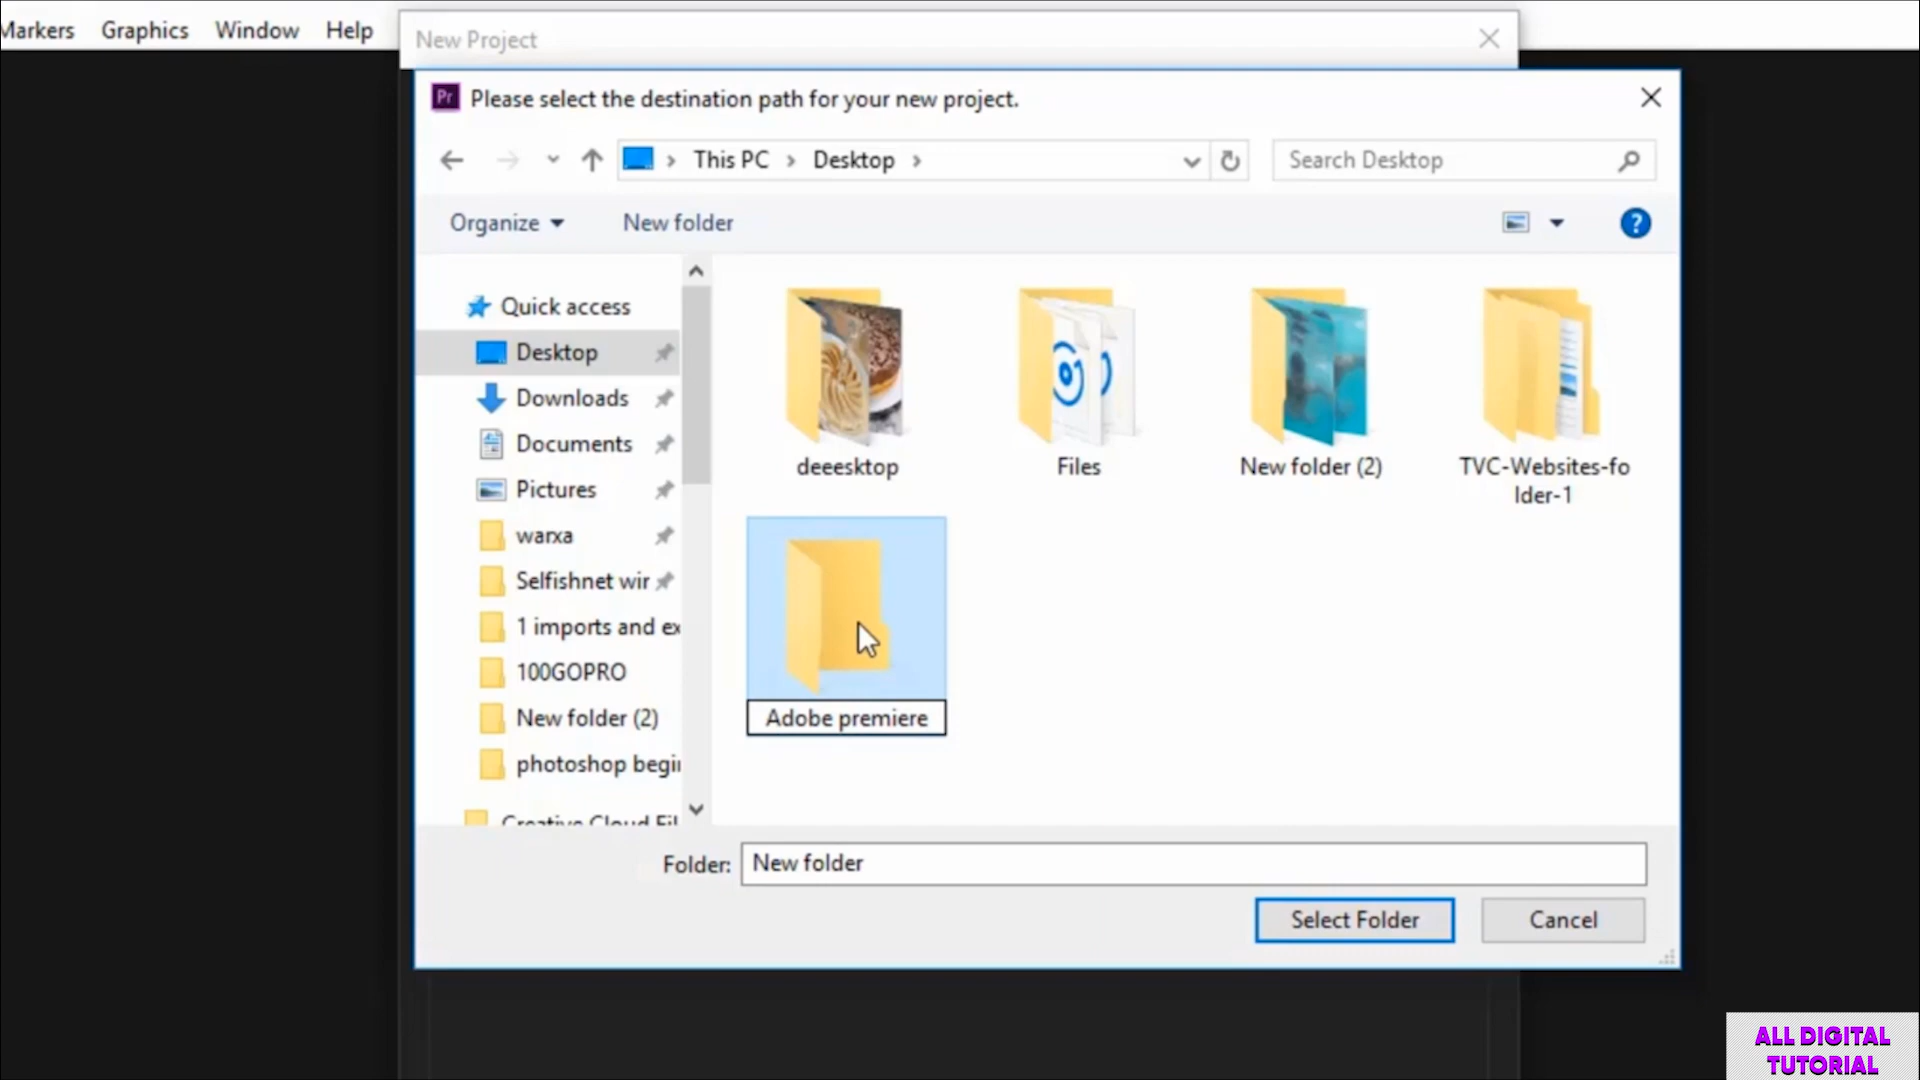 Markers Graphics Window Help
New Project
Pr Please select the destination path for your new project.
This PC Desktop
Search Desktop
Organize New folder
?
Quick access
Desktop
Downloads
Documents
Pictures
warxa
Selfishnet wir
1 imports and ex
100GOPRO
New folder (2)
photoshop begi
Creative Cloud Fil
deeesktop
Files
New folder (2)
TVC-Websites-fo
lder-1
Adobe premiere
Folder: New folder
Select Folder Cancel
ALL DIGITAL
TUTORIAL